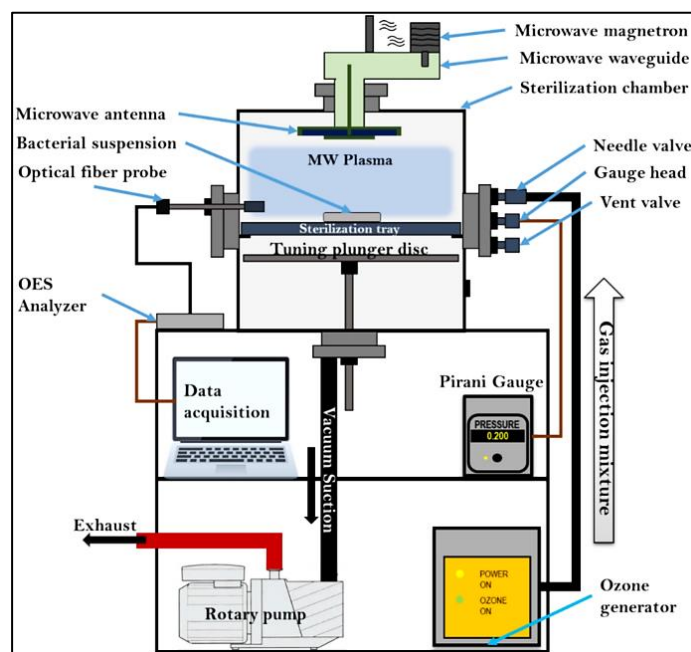 Microwave magnetron
Microwave waveguide
Sterilization chamber
Microwave antenna
Bacterial suspension
Optical fiber probe
MW Plasma
Needle valve
Gauge head
Vent valve
Sterilization tray
Tuning plunger disc
OES
Analyzer
Data
acquisition
Vacuum Suction
Pirani Gauge
PRESSURE
0.200
Gas injection mixture
Exhaust
Rotary pump
POWER
ON
OZONE
ON
Ozone
generator